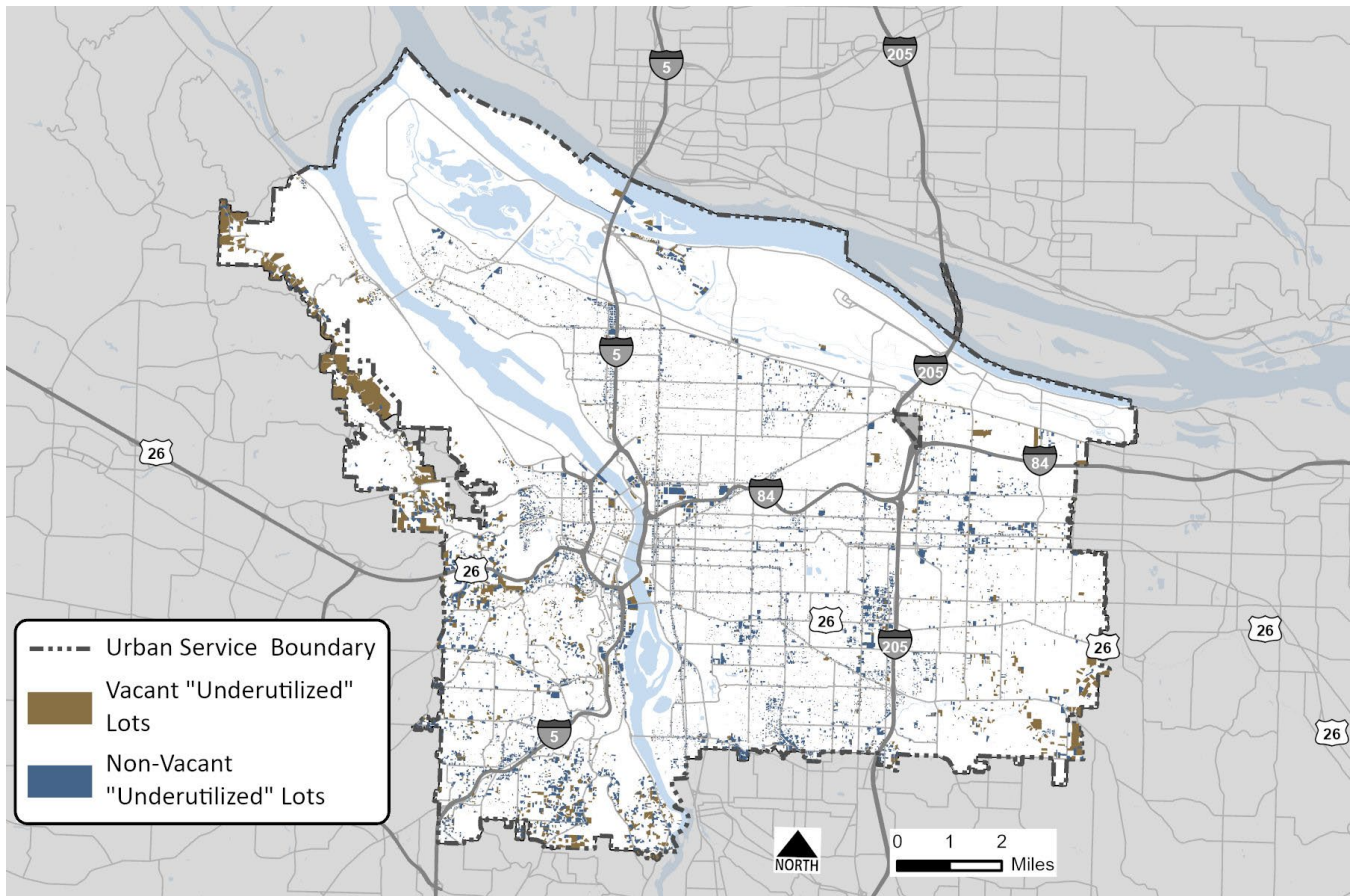 5
205
5
205
26
84
84
26
26
205
26
26
5
26
Urban Service Boundary
Vacant "Underutilized"
Lots
Non-Vacant
"Underutilized" Lots
NORTH
0 1 2
Miles